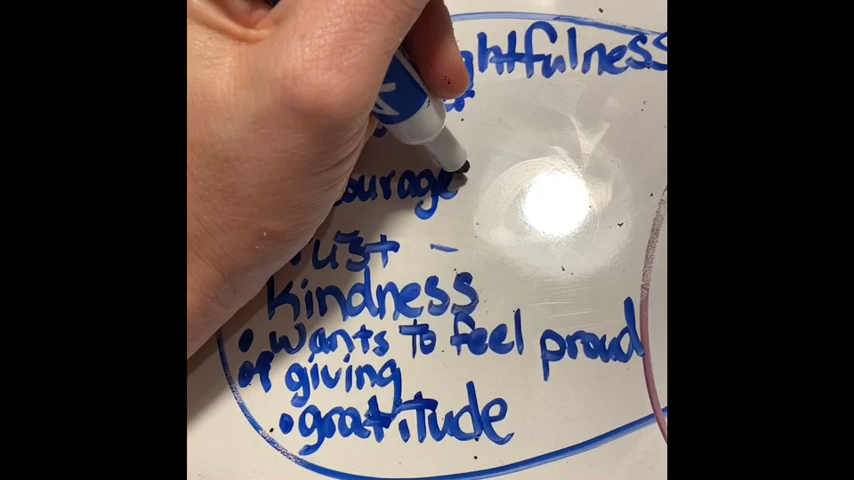 ghtfulness
ourage
ust -
kindness
• wants to feel proud
of giving
• gratitude